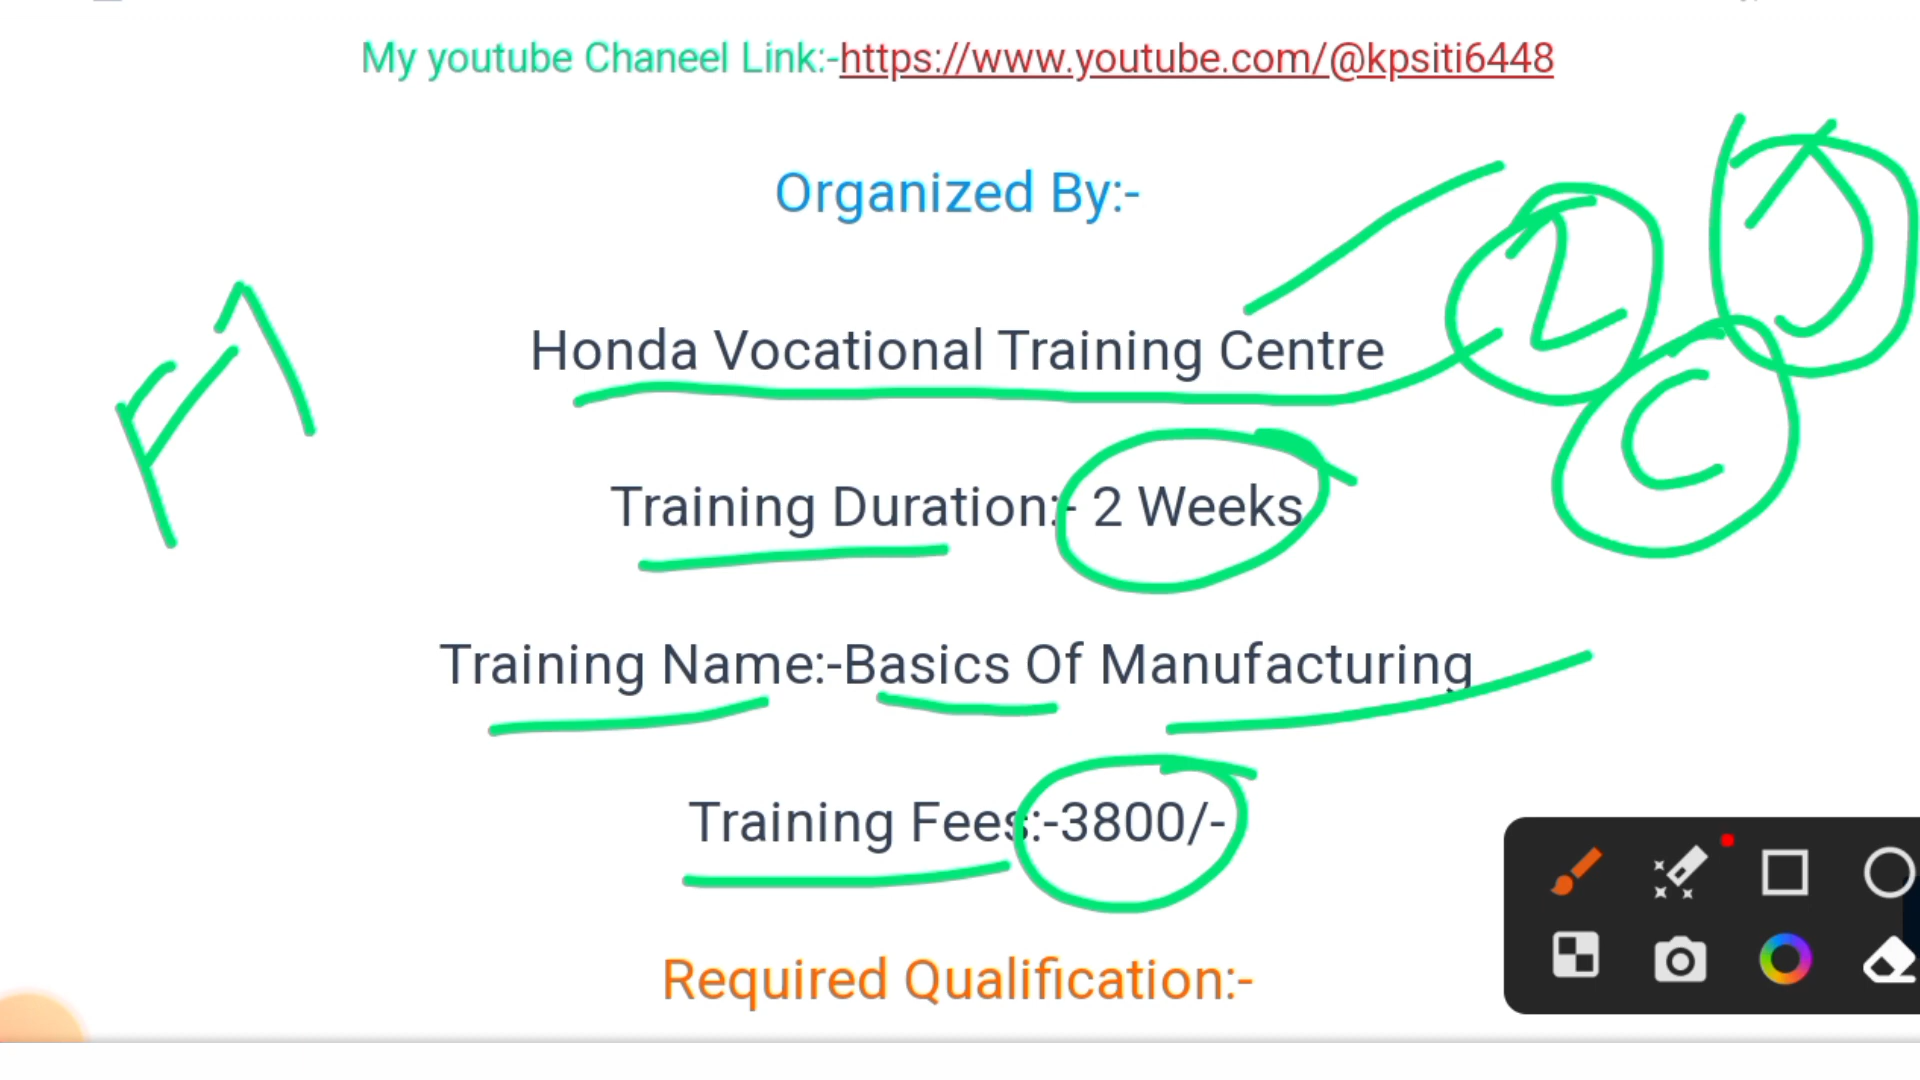 My youtube Chaneel Link:-https://www.youtube.com/@kpsiti6448
Organized By:-
Honda Vocational Training Centre
Training Duration:- 2 Weeks
Training Name:-Basics Of Manufacturing
Training Fees:-3800/-
Required Qualification:-